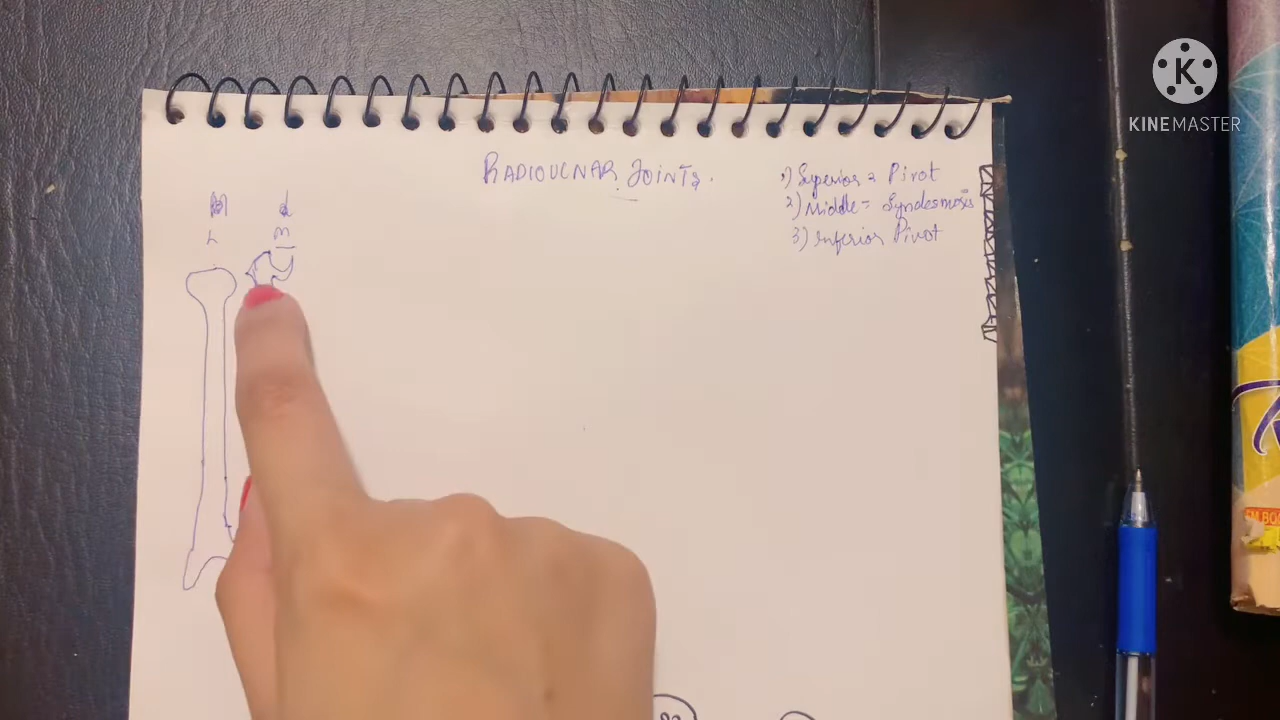 RADIOULNAR JOINTS.
1) Superior = Pivot
2) Middle = Syndesmosis
3) Inferior Pivot
M
L
M
KINEMASTER